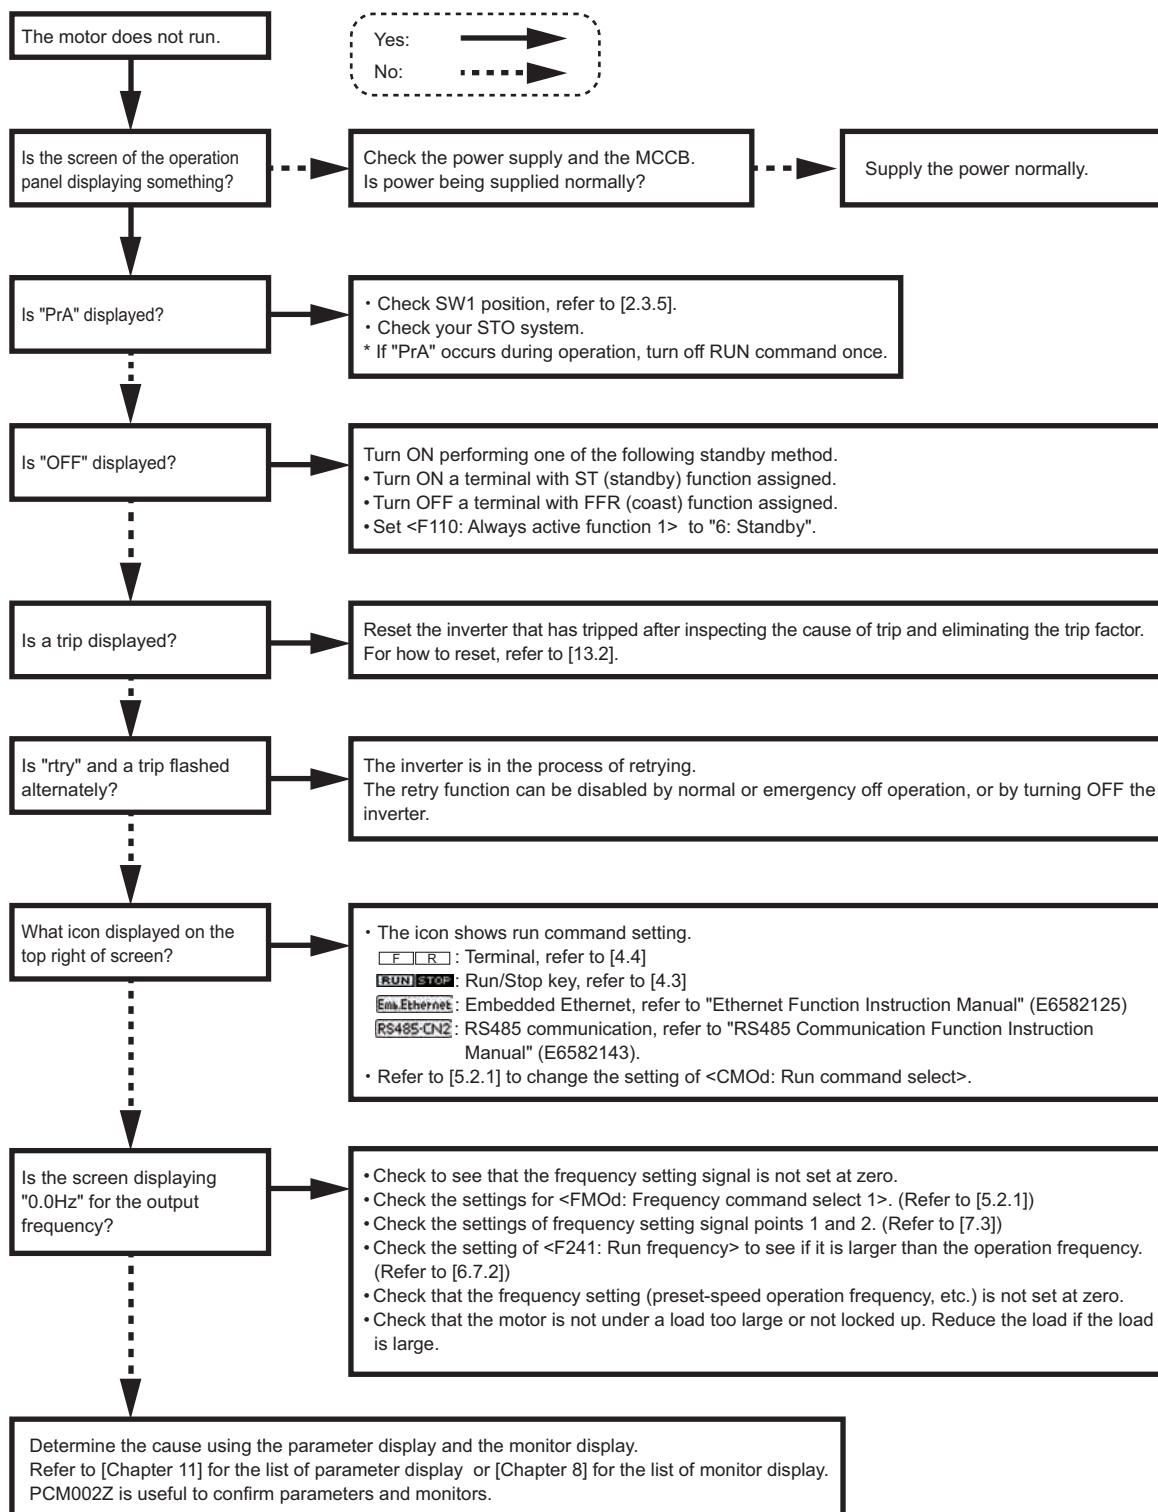 The motor does not run.
Yes:
No:
Is the screen of the operation
panel displaying something?
Check the power supply and the MCCB.
Is power being supplied normally?
Supply the power normally.
Is "PrA" displayed?
・Check SW1 position, refer to [2.3.5].
・Check your STO system.
* If "PrA" occurs during operation, turn off RUN command once.
Is "OFF" displayed?
Turn ON performing one of the following standby method.
•Turn ON a terminal with ST (standby) function assigned.
•Turn OFF a terminal with FFR (coast) function assigned.
•Set <F110: Always active function 1> to "6: Standby".
Is a trip displayed?
Reset the inverter that has tripped after inspecting the cause of trip and eliminating the trip factor.
For how to reset, refer to [13.2].
Is "rtry" and a trip flashed
alternately?
The inverter is in the process of retrying.
The retry function can be disabled by normal or emergency off operation, or by turning OFF the
inverter.
What icon displayed on the
top right of screen?
・The icon shows run command setting.
F R : Terminal, refer to [4.4]
RUN STOP : Run/Stop key, refer to [4.3]
Emb.Ethernet : Embedded Ethernet, refer to "Ethernet Function Instruction Manual" (E6582125)
RS485-CN2 : RS485 communication, refer to "RS485 Communication Function Instruction
Manual" (E6582143).
・Refer to [5.2.1] to change the setting of <CMOd: Run command select>.
Is the screen displaying
"0.0Hz" for the output
frequency?
•Check to see that the frequency setting signal is not set at zero.
•Check the settings for <FMOd: Frequency command select 1>. (Refer to [5.2.1])
•Check the settings of frequency setting signal points 1 and 2. (Refer to [7.3])
•Check the setting of <F241: Run frequency> to see if it is larger than the operation frequency.
(Refer to [6.7.2])
•Check that the frequency setting (preset-speed operation frequency, etc.) is not set at zero.
•Check that the motor is not under a load too large or not locked up. Reduce the load if the load
is large.
Determine the cause using the parameter display and the monitor display.
Refer to [Chapter 11] for the list of parameter display or [Chapter 8] for the list of monitor display.
PCM002Z is useful to confirm parameters and monitors.